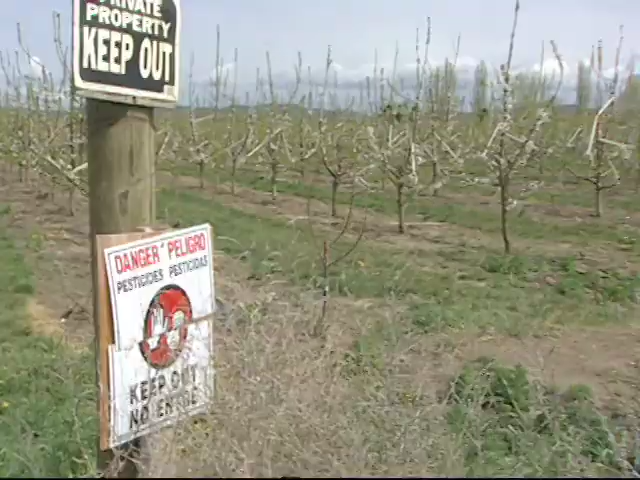 PRIVATE
PROPERTY
KEEP OUT
DANGER PELIGRO
PESTICIDES PESTICIDAS
KEEP OUT
NO ENTRE